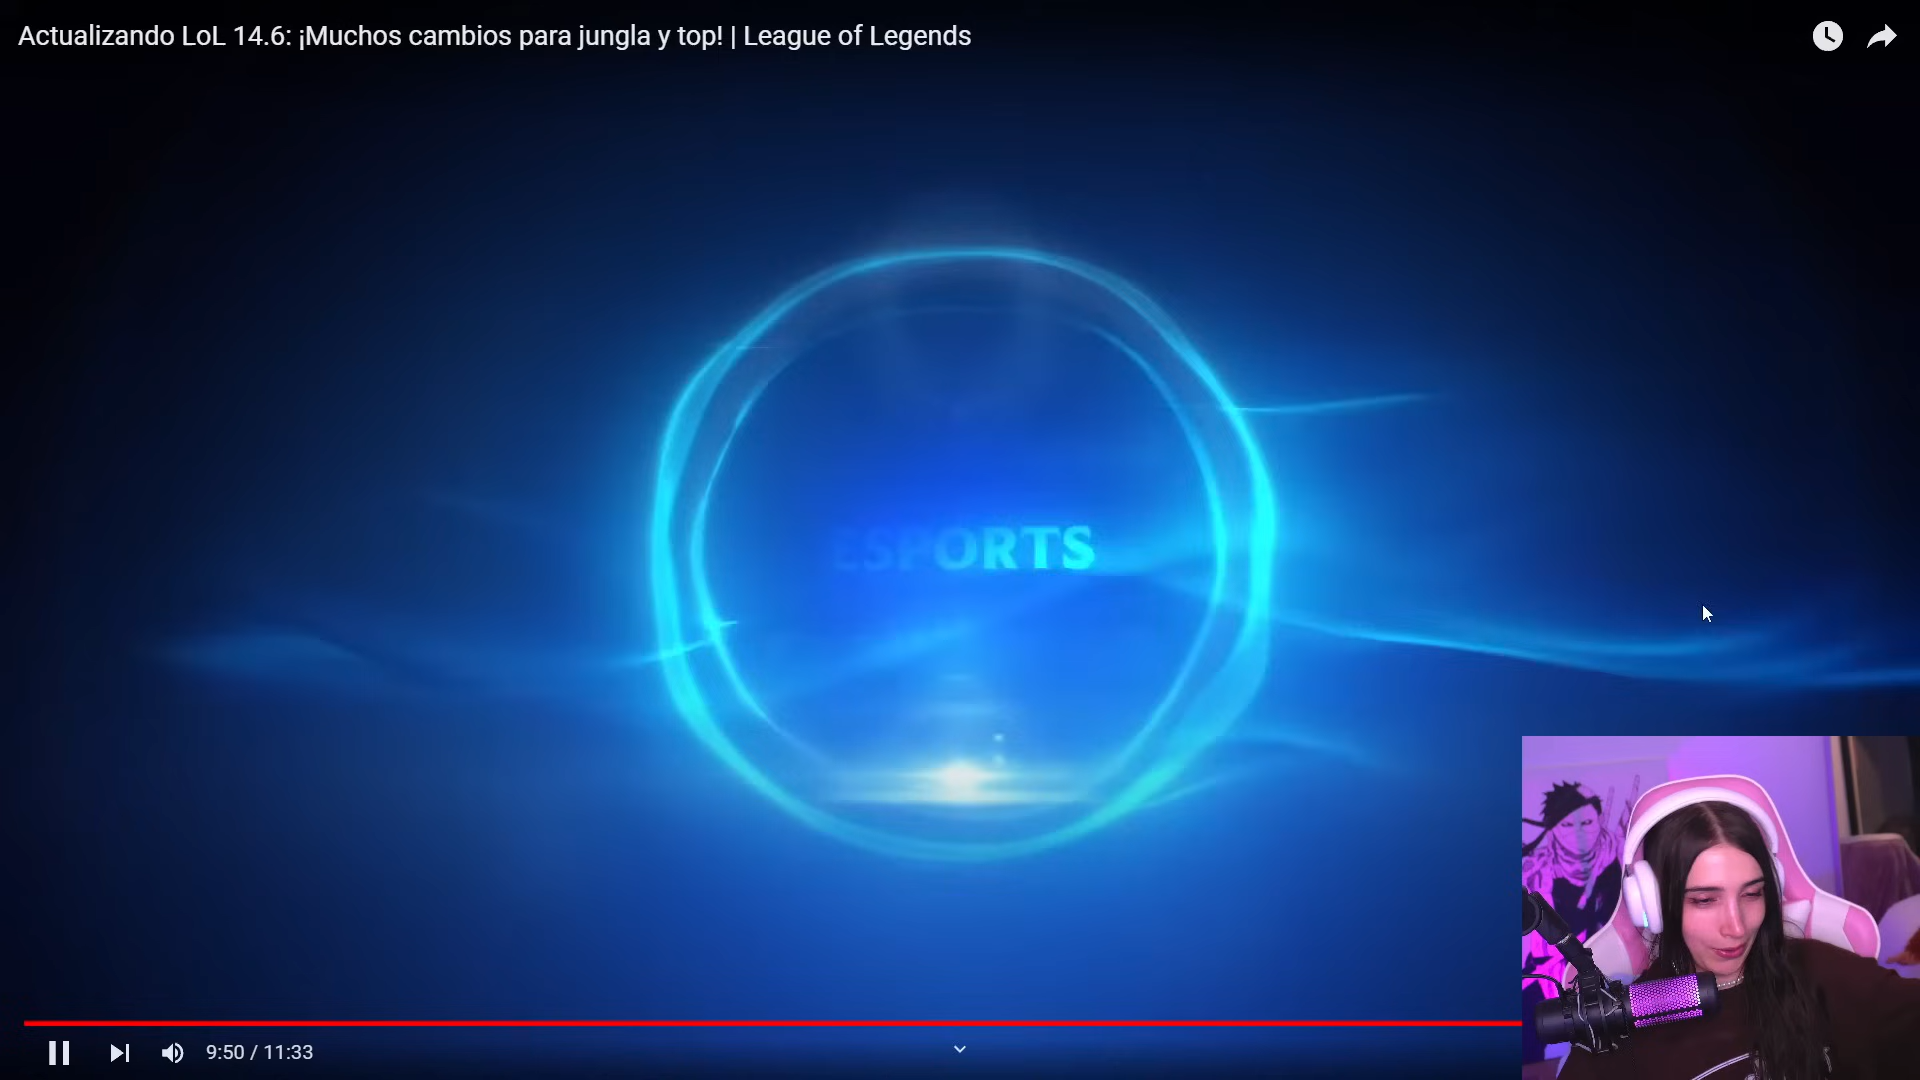 Actualizando LoL 14.6: ¡Muchos cambios para jungla y top! | League of Legends
ESPORTS
9:50 / 11:33